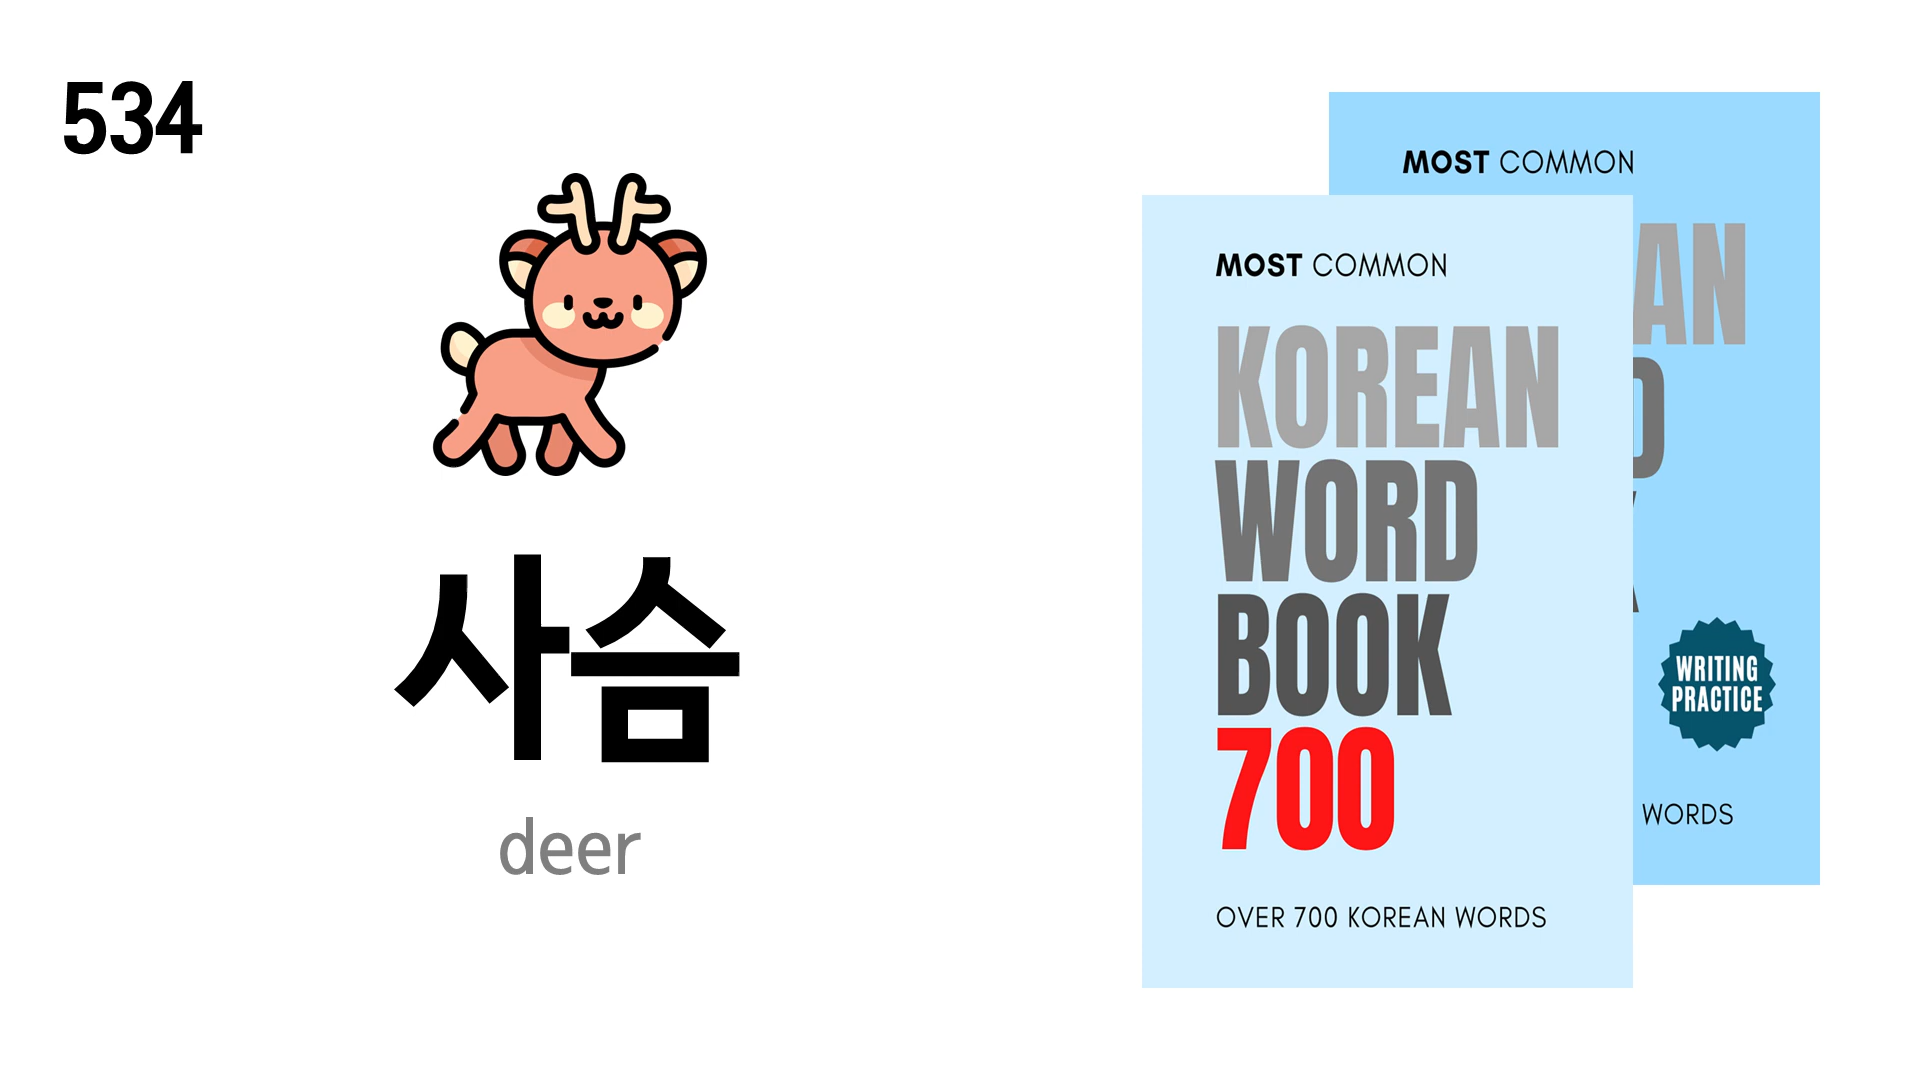 534
사슴
deer
MOST COMMON
KOREAN
WORD
BOOK
700
OVER 700 KOREAN WORDS
MOST COMMON
AN
WRITING
PRACTICE
WORDS